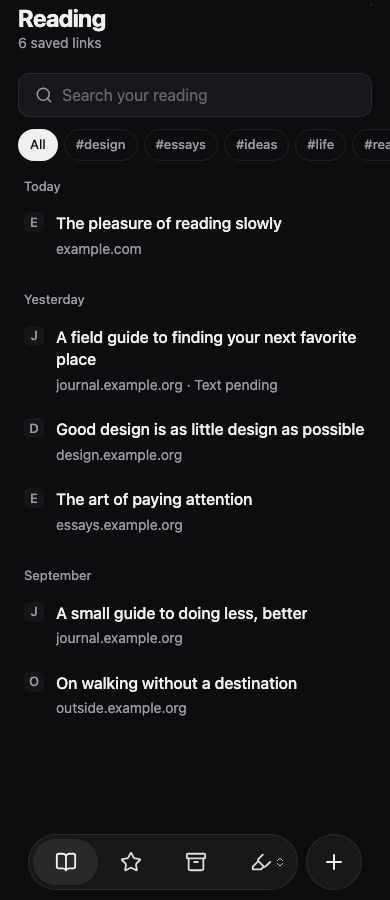 Reading
6 saved links
Search your reading
All #design #essays #ideas #life #rea
Today
E The pleasure of reading slowly
example.com
Yesterday
J A field guide to finding your next favorite
place
journal.example.org · Text pending
D Good design is as little design as possible
design.example.org
E The art of paying attention
essays.example.org
September
J A small guide to doing less, better
journal.example.org
O On walking without a destination
outside.example.org